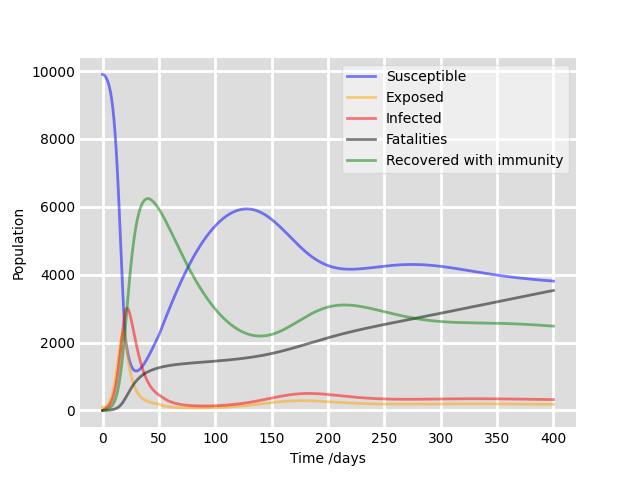 10000
8000
6000
4000
2000
0
Population
Susceptible
Exposed
Infected
Fatalities
Recovered with immunity
0 50 100 150 200 250 300 350 400
Time /days